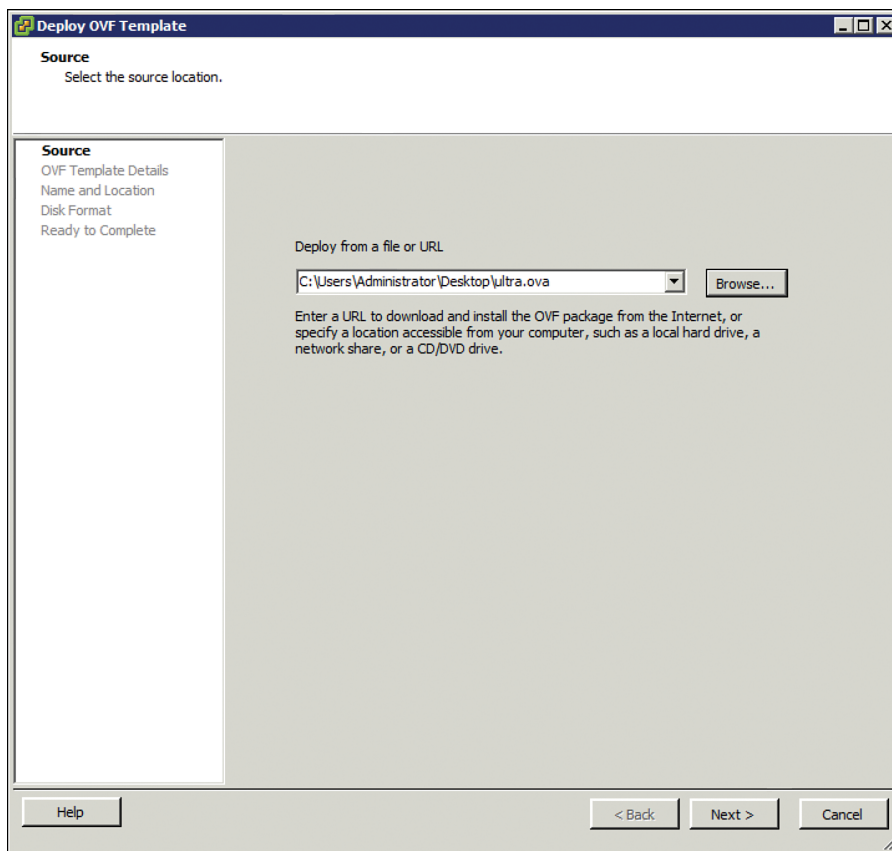 Deploy OVF Template
Source
Select the source location.
Source
OVF Template Details
Name and Location
Disk Format
Ready to Complete
Deploy from a file or URL
C:\Users\Administrator\Desktop\ultra.ova
Browse...
Enter a URL to download and install the OVF package from the Internet, or
specify a location accessible from your computer, such as a local hard drive, a
network share, or a CD/DVD drive.
Help
< Back
Next >
Cancel